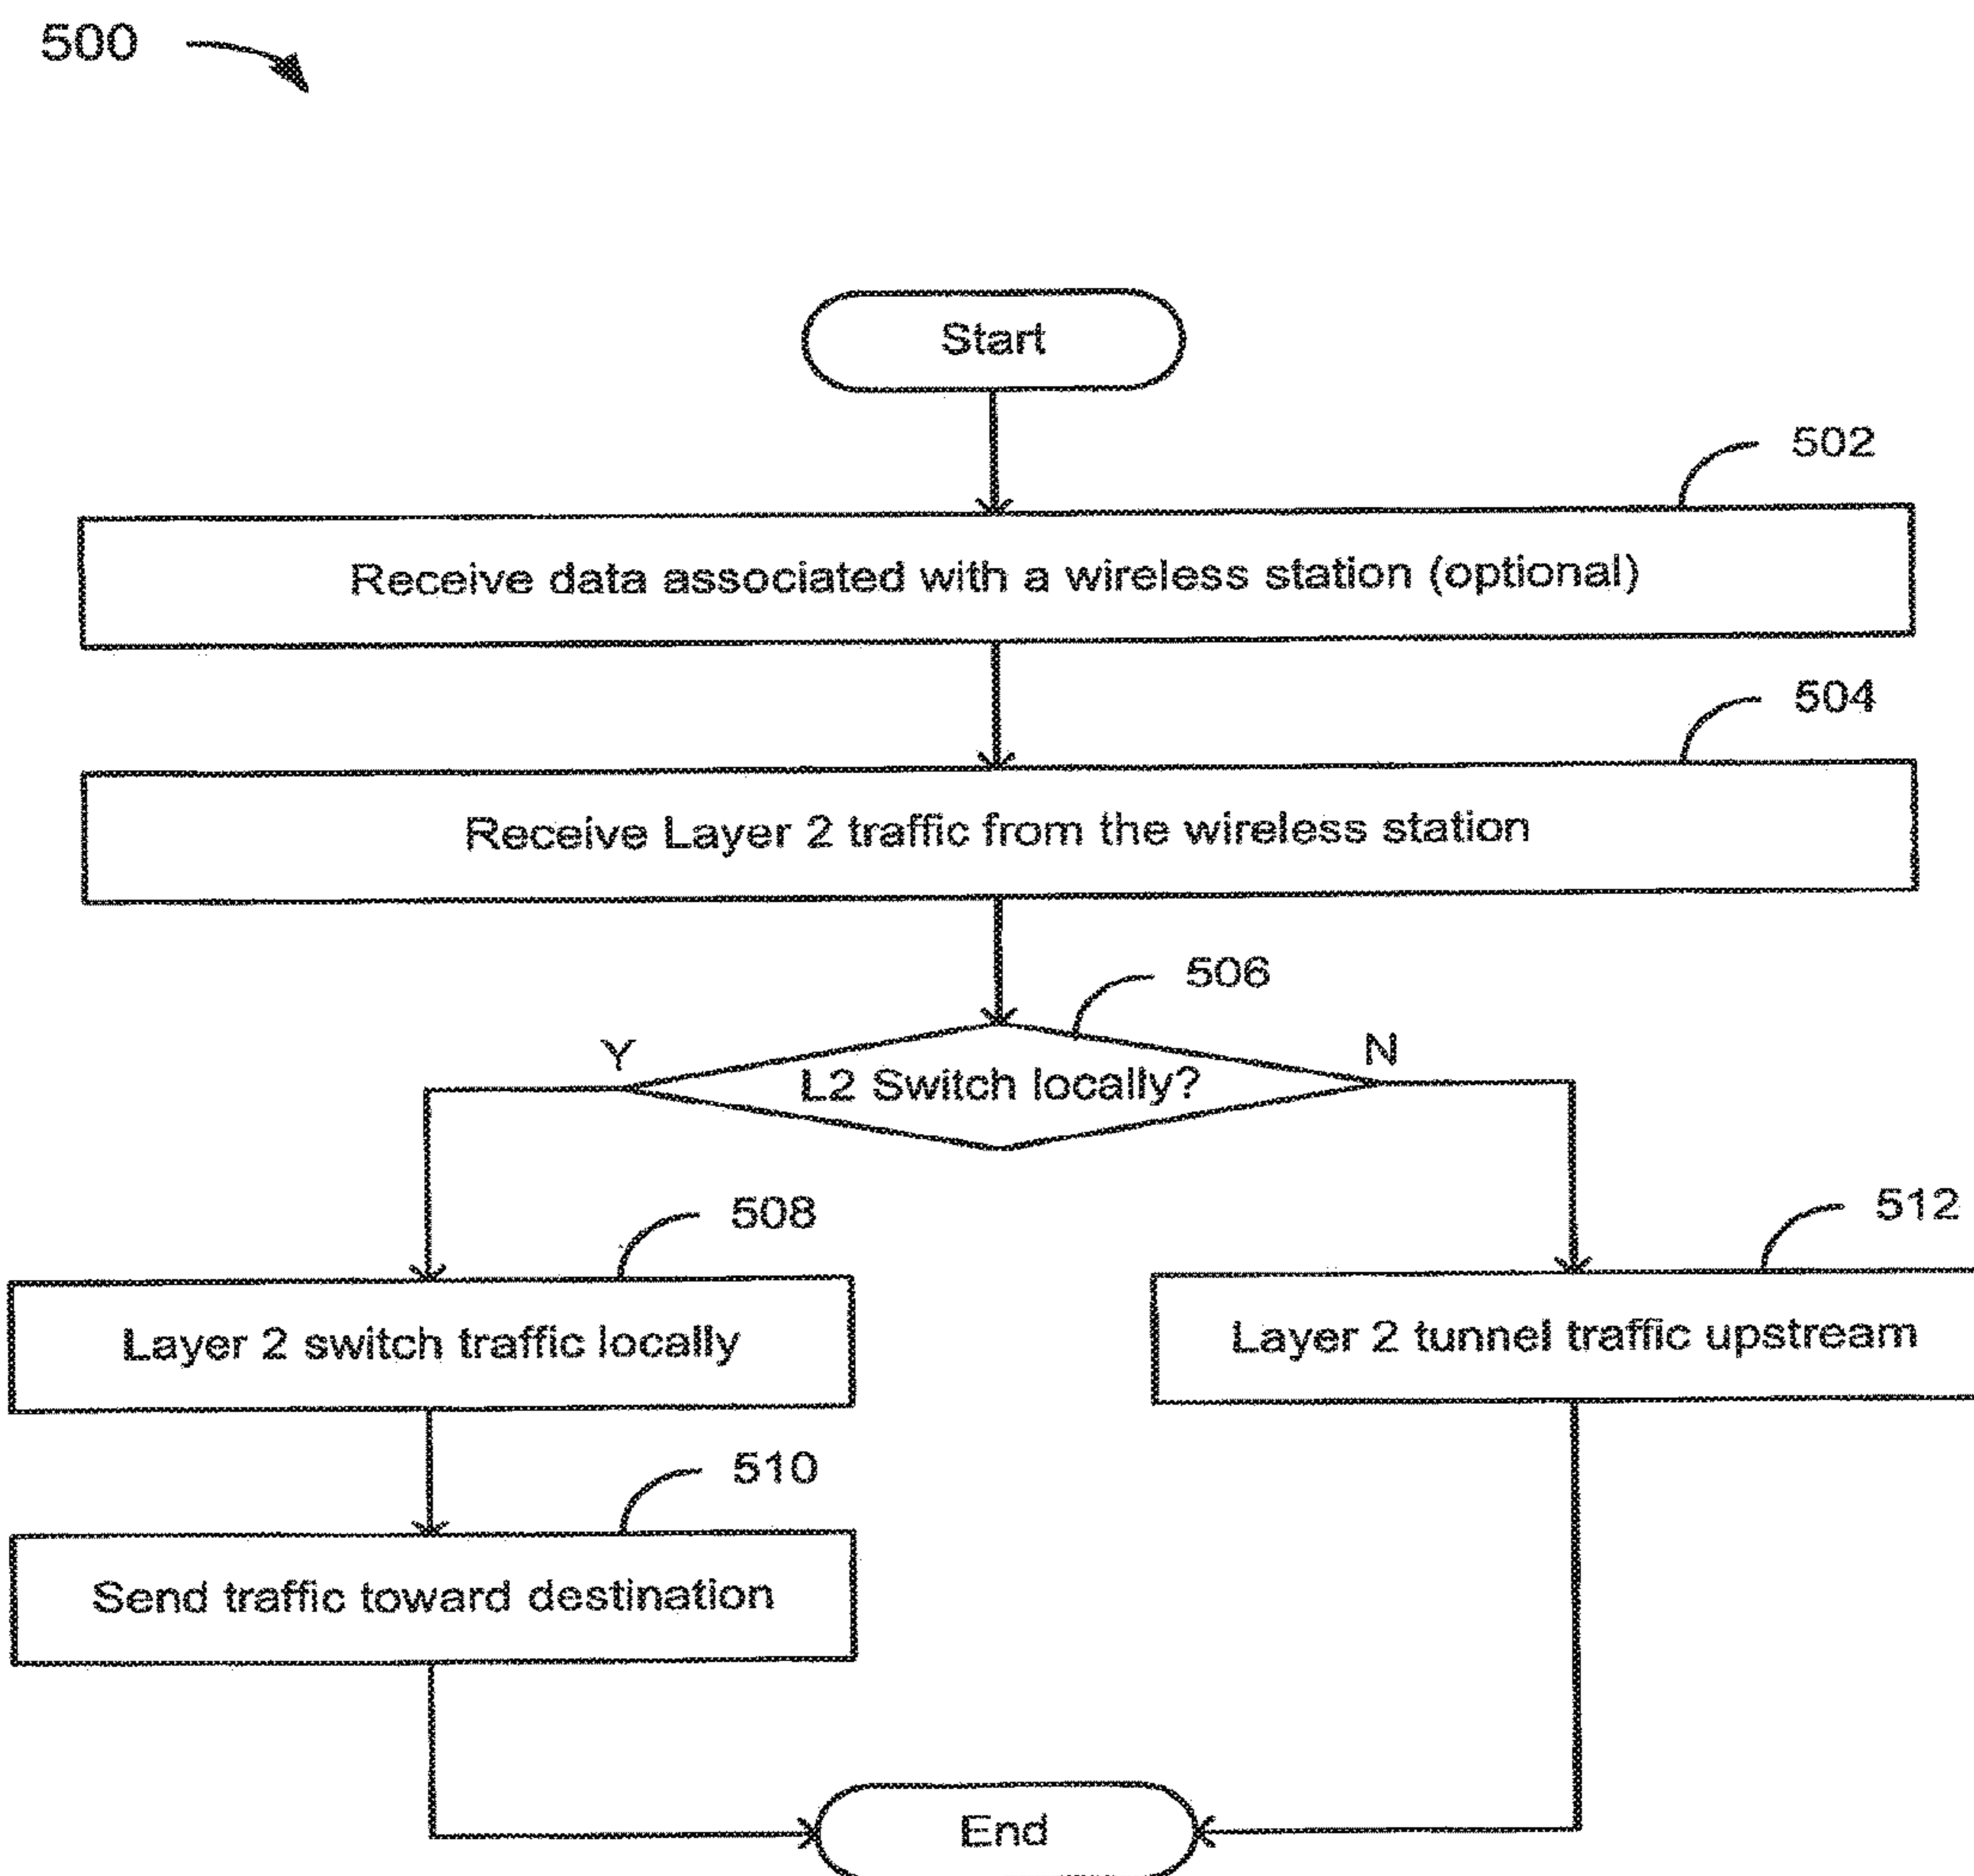 500
Start
502
Receive data associated with a wireless station (optional)
504
Receive Layer 2 traffic from the wireless station
506
Y
N
L2 Switch locally?
508
512
Layer 2 switch traffic locally
Layer 2 tunnel traffic upstream
510
Send traffic toward destination
End